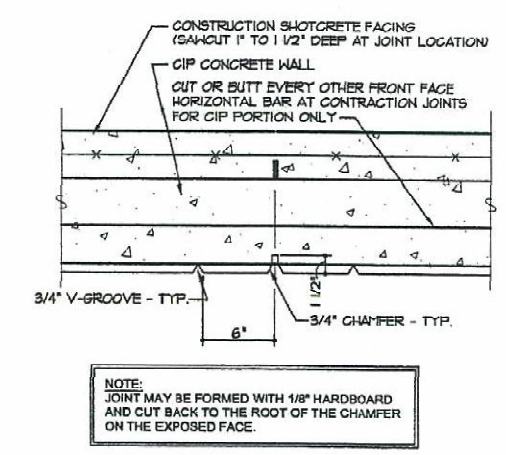 CONSTRUCTION SHOTCRETE FACING
(SAWCUT 1" TO 1 1/2" DEEP AT JOINT LOCATION)
CIP CONCRETE WALL
CUT OR BUTT EVERY OTHER FRONT FACE
HORIZONTAL BAR AT CONTRACTION JOINTS
FOR CIP PORTION ONLY
S
S
3/4" V-GROOVE - TYP.
6"
1 1/2"
3/4" CHAMFER - TYP.
NOTE:
JOINT MAY BE FORMED WITH 1/8" HARDBOARD
AND CUT BACK TO THE ROOT OF THE CHAMFER
ON THE EXPOSED FACE.